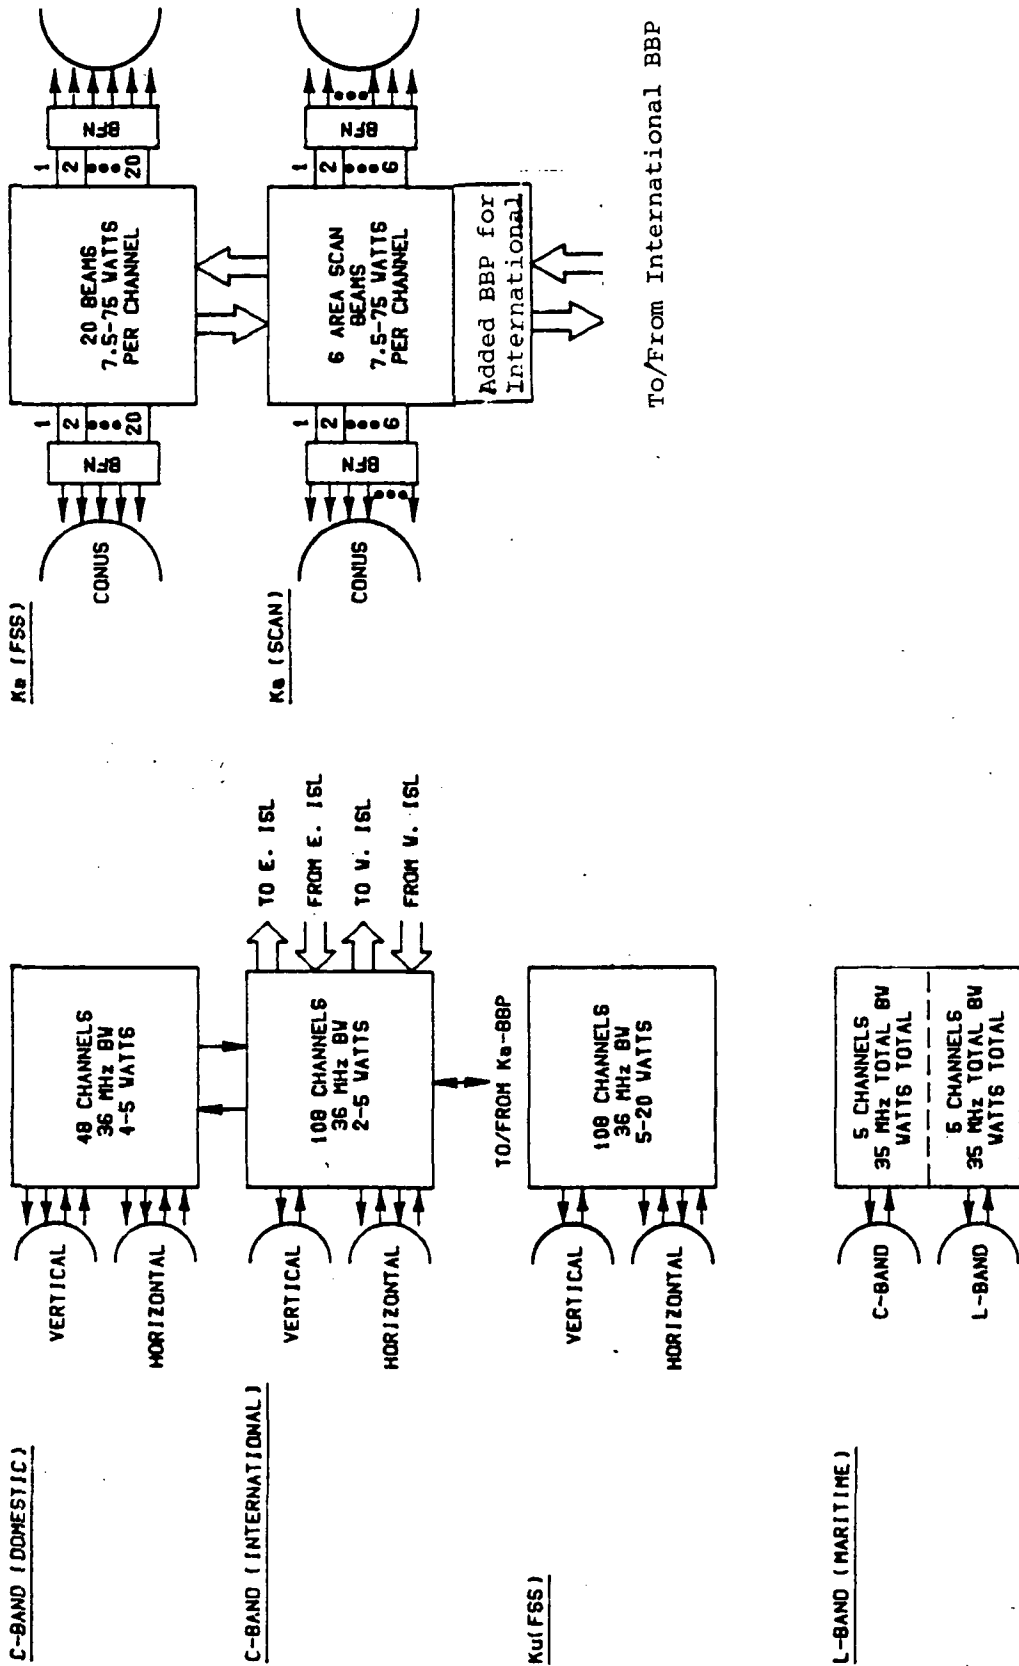 C-BAND (DOMESTIC)
VERTICAL
HORIZONTAL
48 CHANNELS
36 MHz BW
4-5 WATTS
C-BAND (INTERNATIONAL)
VERTICAL
HORIZONTAL
108 CHANNELS
36 MHz BW
2-5 WATTS
TO E. ISL
FROM E. ISL
TO W. ISL
FROM W. ISL
TO/FROM Ka-BBP
Ku(FSS)
VERTICAL
HORIZONTAL
108 CHANNELS
36 MHz BW
5-20 WATTS
L-BAND (MARITIME)
C-BAND
L-BAND
5 CHANNELS
35 MHz TOTAL BW
WATTS TOTAL
5 CHANNELS
35 MHz TOTAL BW
WATTS TOTAL
Ka (FSS)
CONUS
BFN
1
2
20
20 BEAMS
7.5-75 WATTS
PER CHANNEL
1
2
20
BFN
Ka (SCAN)
CONUS
BFN
1
2
6
6 AREA SCAN
BEAMS
7.5-75 WATTS
PER CHANNEL
1
2
6
BFN
Added BBP for
International
To/From International BBP